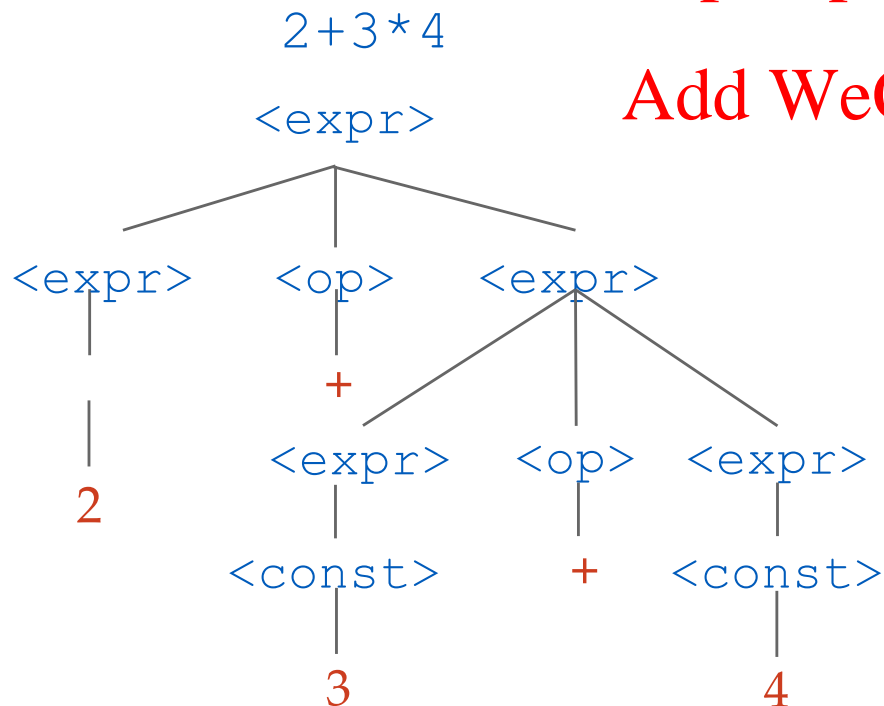 2+3*4
Add We
<expr>
<expr> <op> <expr>
+
<expr> <op> <expr>
2
<const> + <const>
3 4